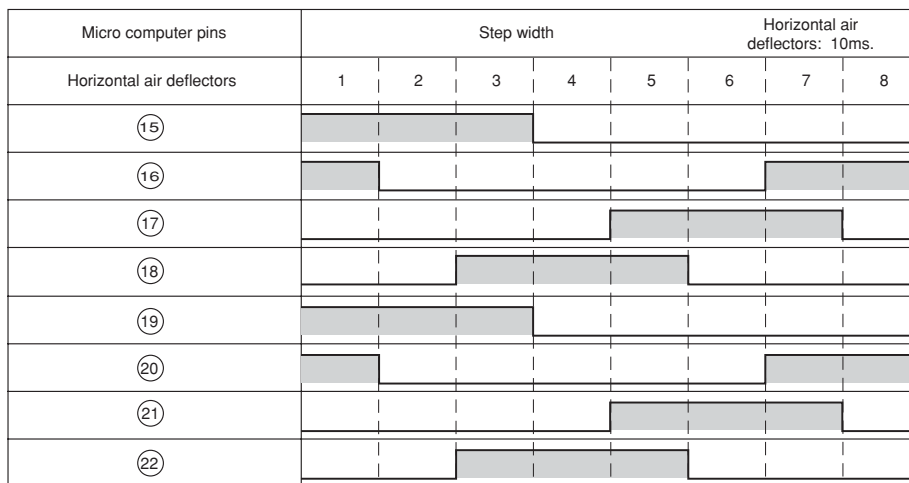 Micro computer pins
Step width
Horizontal air
deflectors: 10ms.
Horizontal air deflectors
1 2 3 4 5 6 7 8
15
16
17
18
19
20
21
22